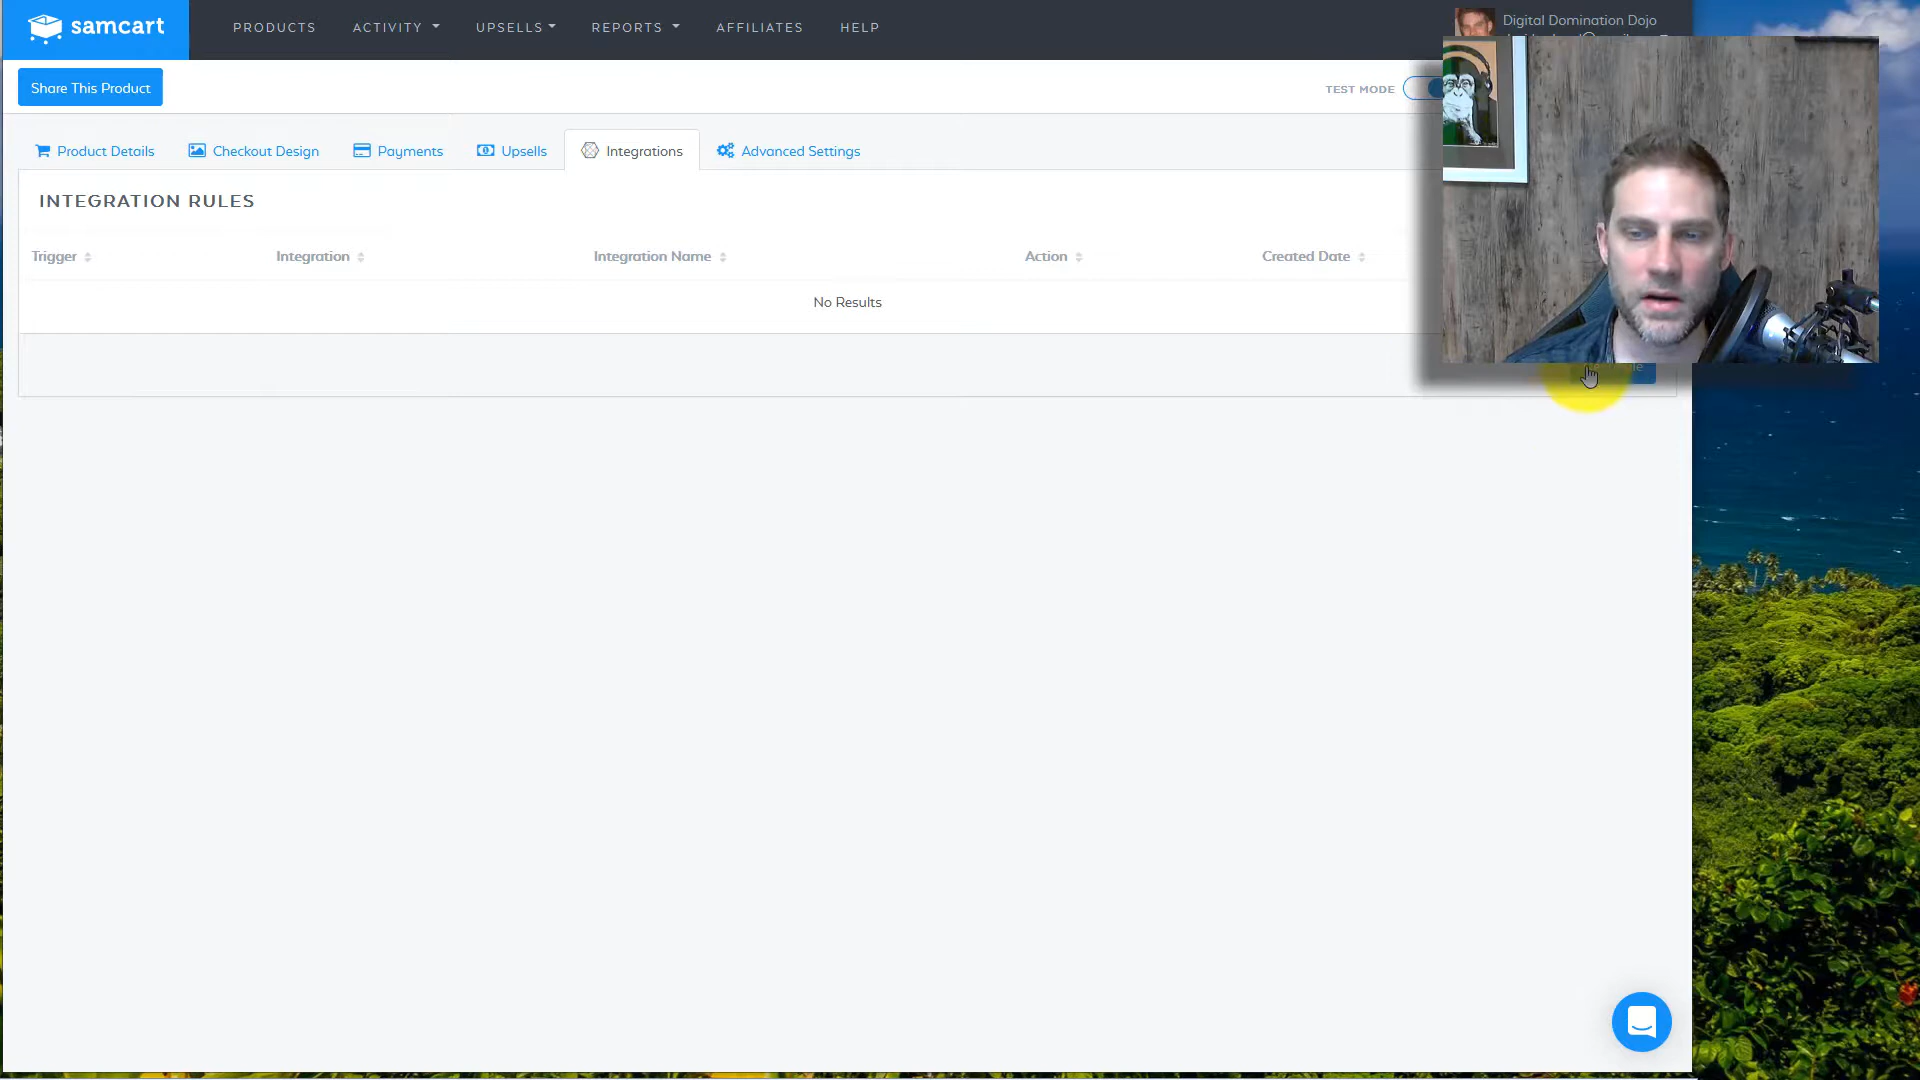 samcart
PRODUCTS ACTIVITY UPSELLS REPORTS AFFILIATES HELP
Digital Domination Dojo
Share This Product
TEST MODE
Product Details Checkout Design Payments Upsells Integrations Advanced Settings
INTEGRATION RULES
Trigger Integration Integration Name Action Created Date
No Results